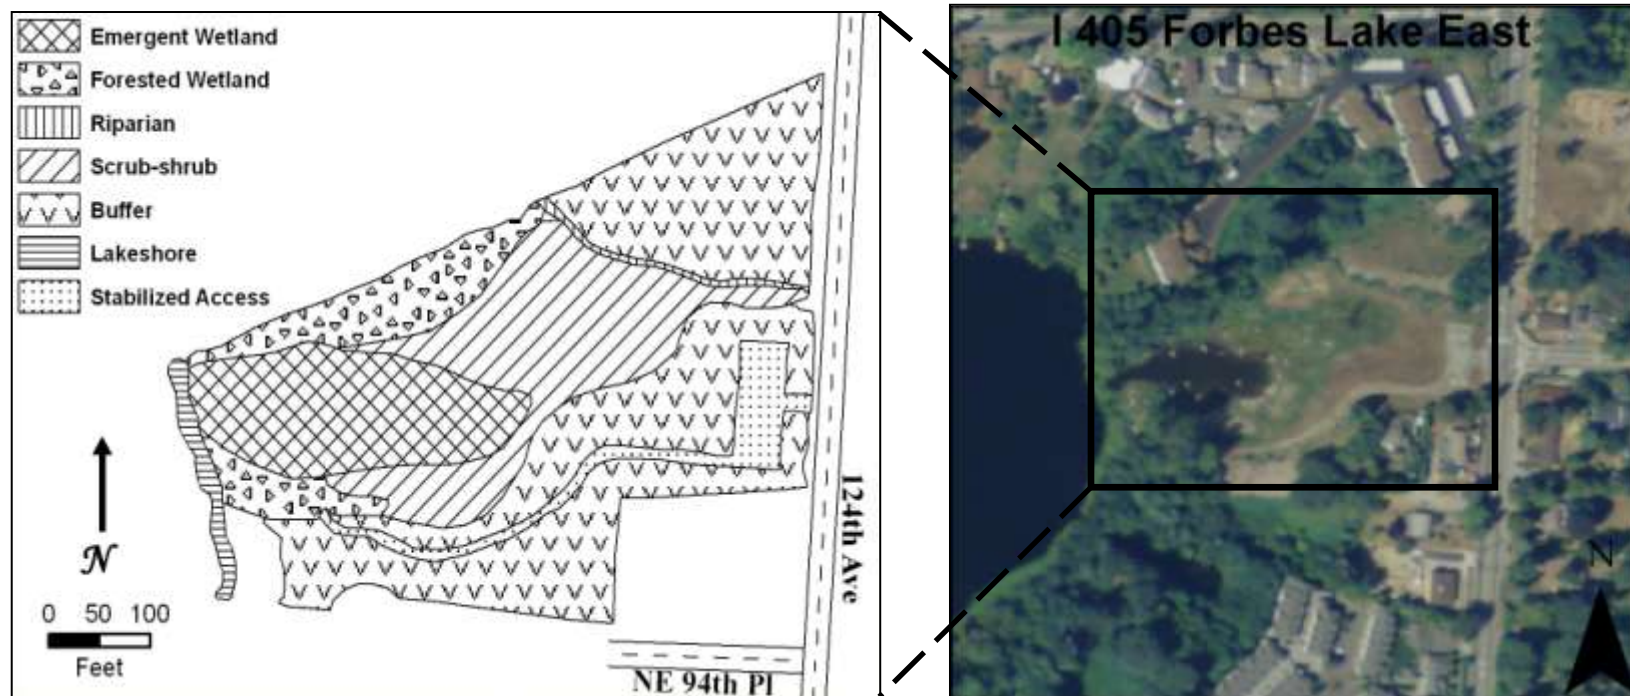 Emergent Wetland
Forested Wetland
Riparian
Scrub-shrub
Buffer
Lakeshore
Stabilized Access
N
0 50 100
Feet
124th Ave
NE 94th Pl
I 405 Forbes Lake East
N